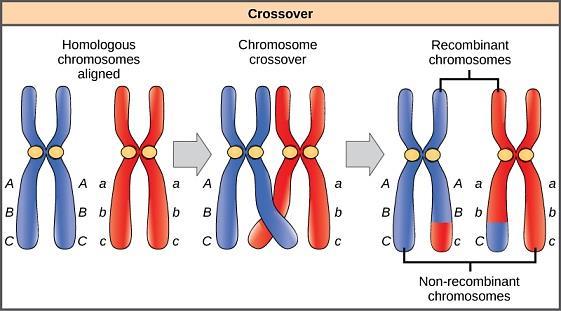 Crossover
Homologous
chromosomes
aligned
Chromosome
crossover
Recombinant
chromosomes
A A a a A a A A a a
B B b b B b B B b b
C C c c C c C c C c
Non-recombinant
chromosomes